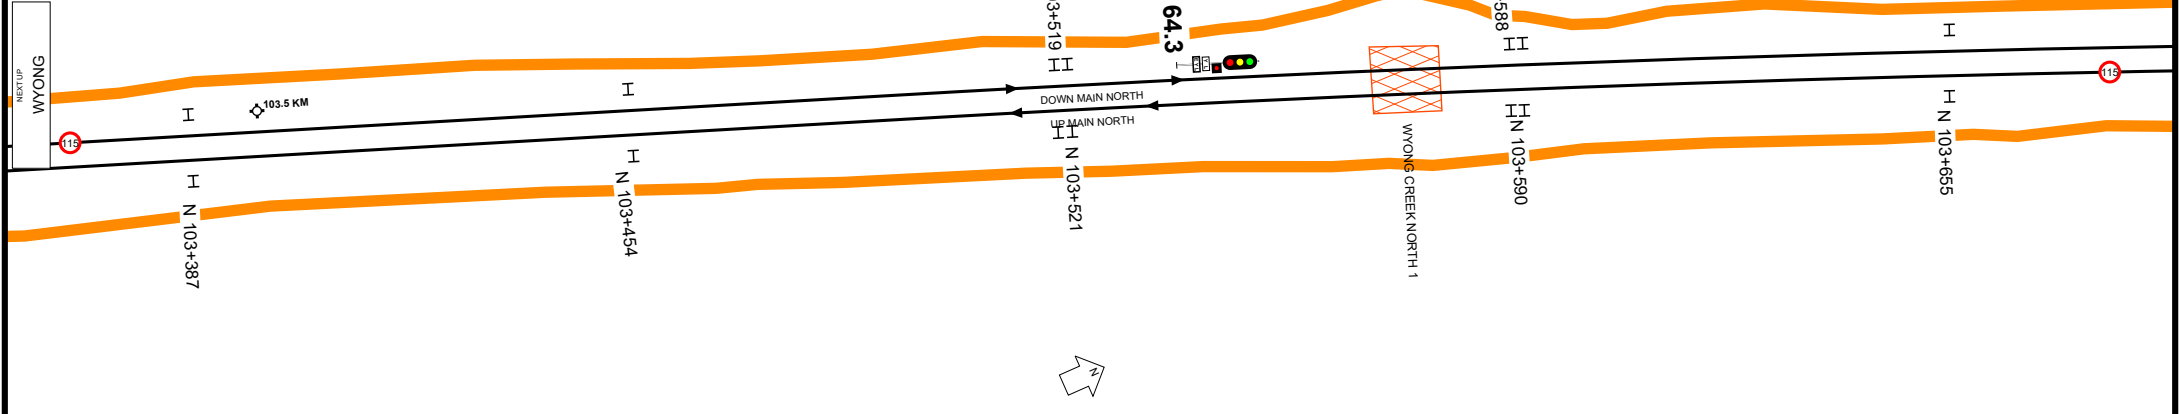 NEXT UP
WYONG
115
103.5 KM
3+519
64.3
588
DOWN MAIN NORTH
UP MAIN NORTH
115
WYONG CREEK NORTH 1
N 103+387
N 103+454
N 103+521
N 103+590
N 103+655
N